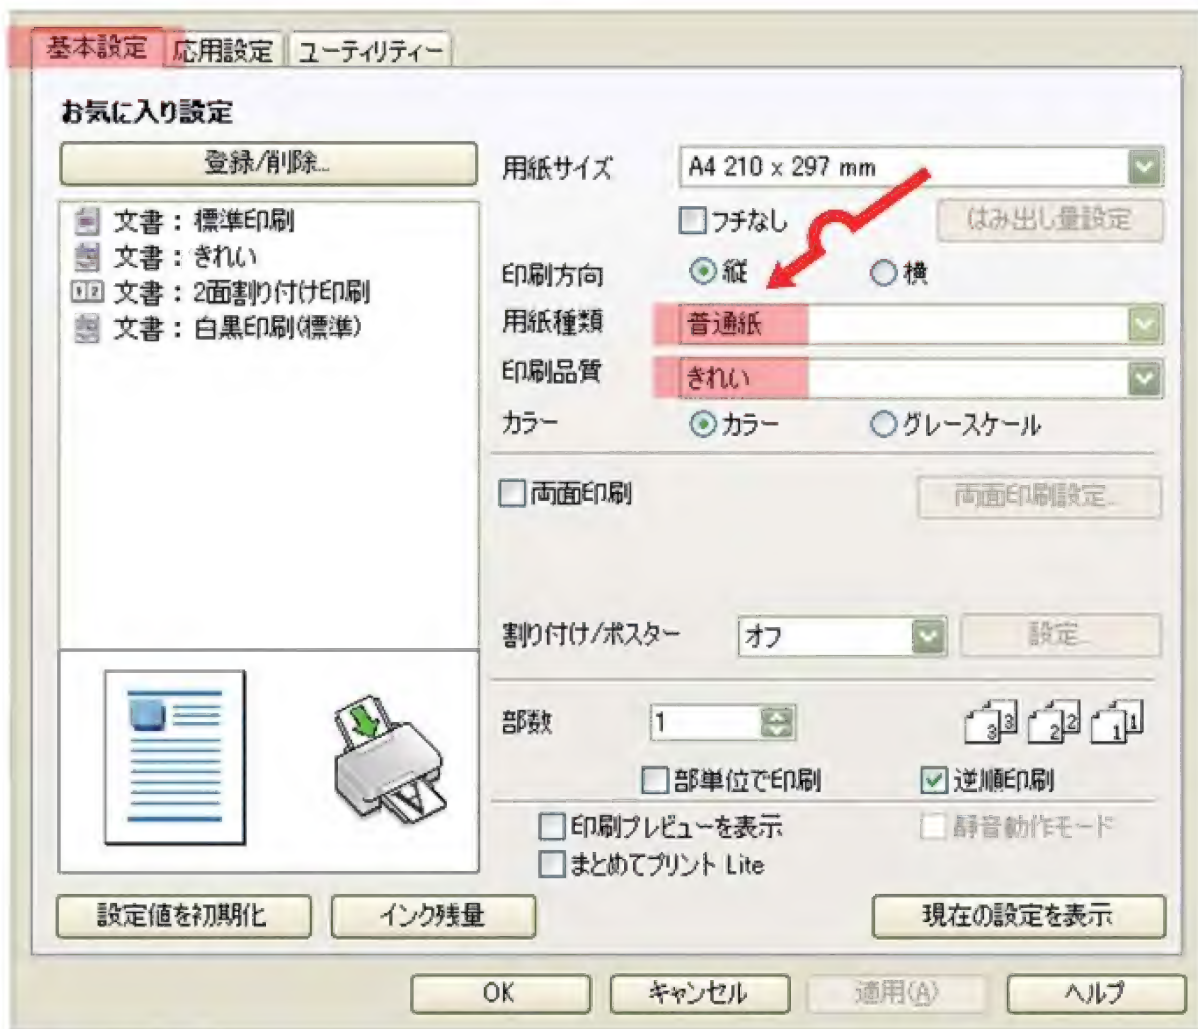 基本設定 応用設定 ユーティリティー
お気に入り設定
登録/削除...
文書：標準印刷
文書：きれい
文書：2面割り付け印刷
文書：白黒印刷(標準)
用紙サイズ A4 210 x 297 mm
フチなし はみ出し量設定
印刷方向 縦 横
用紙種類 普通紙
印刷品質 きれい
カラー カラー グレースケール
両面印刷 両面印刷設定...
割り付け/ポスター オフ 設定...
部数 1 3 3 2 2 1 1
部単位で印刷 逆順印刷
印刷プレビューを表示 静音動作モード
まとめてプリント Lite
設定値を初期化 インク残量 現在の設定を表示
OK キャンセル 適用(A) ヘルプ